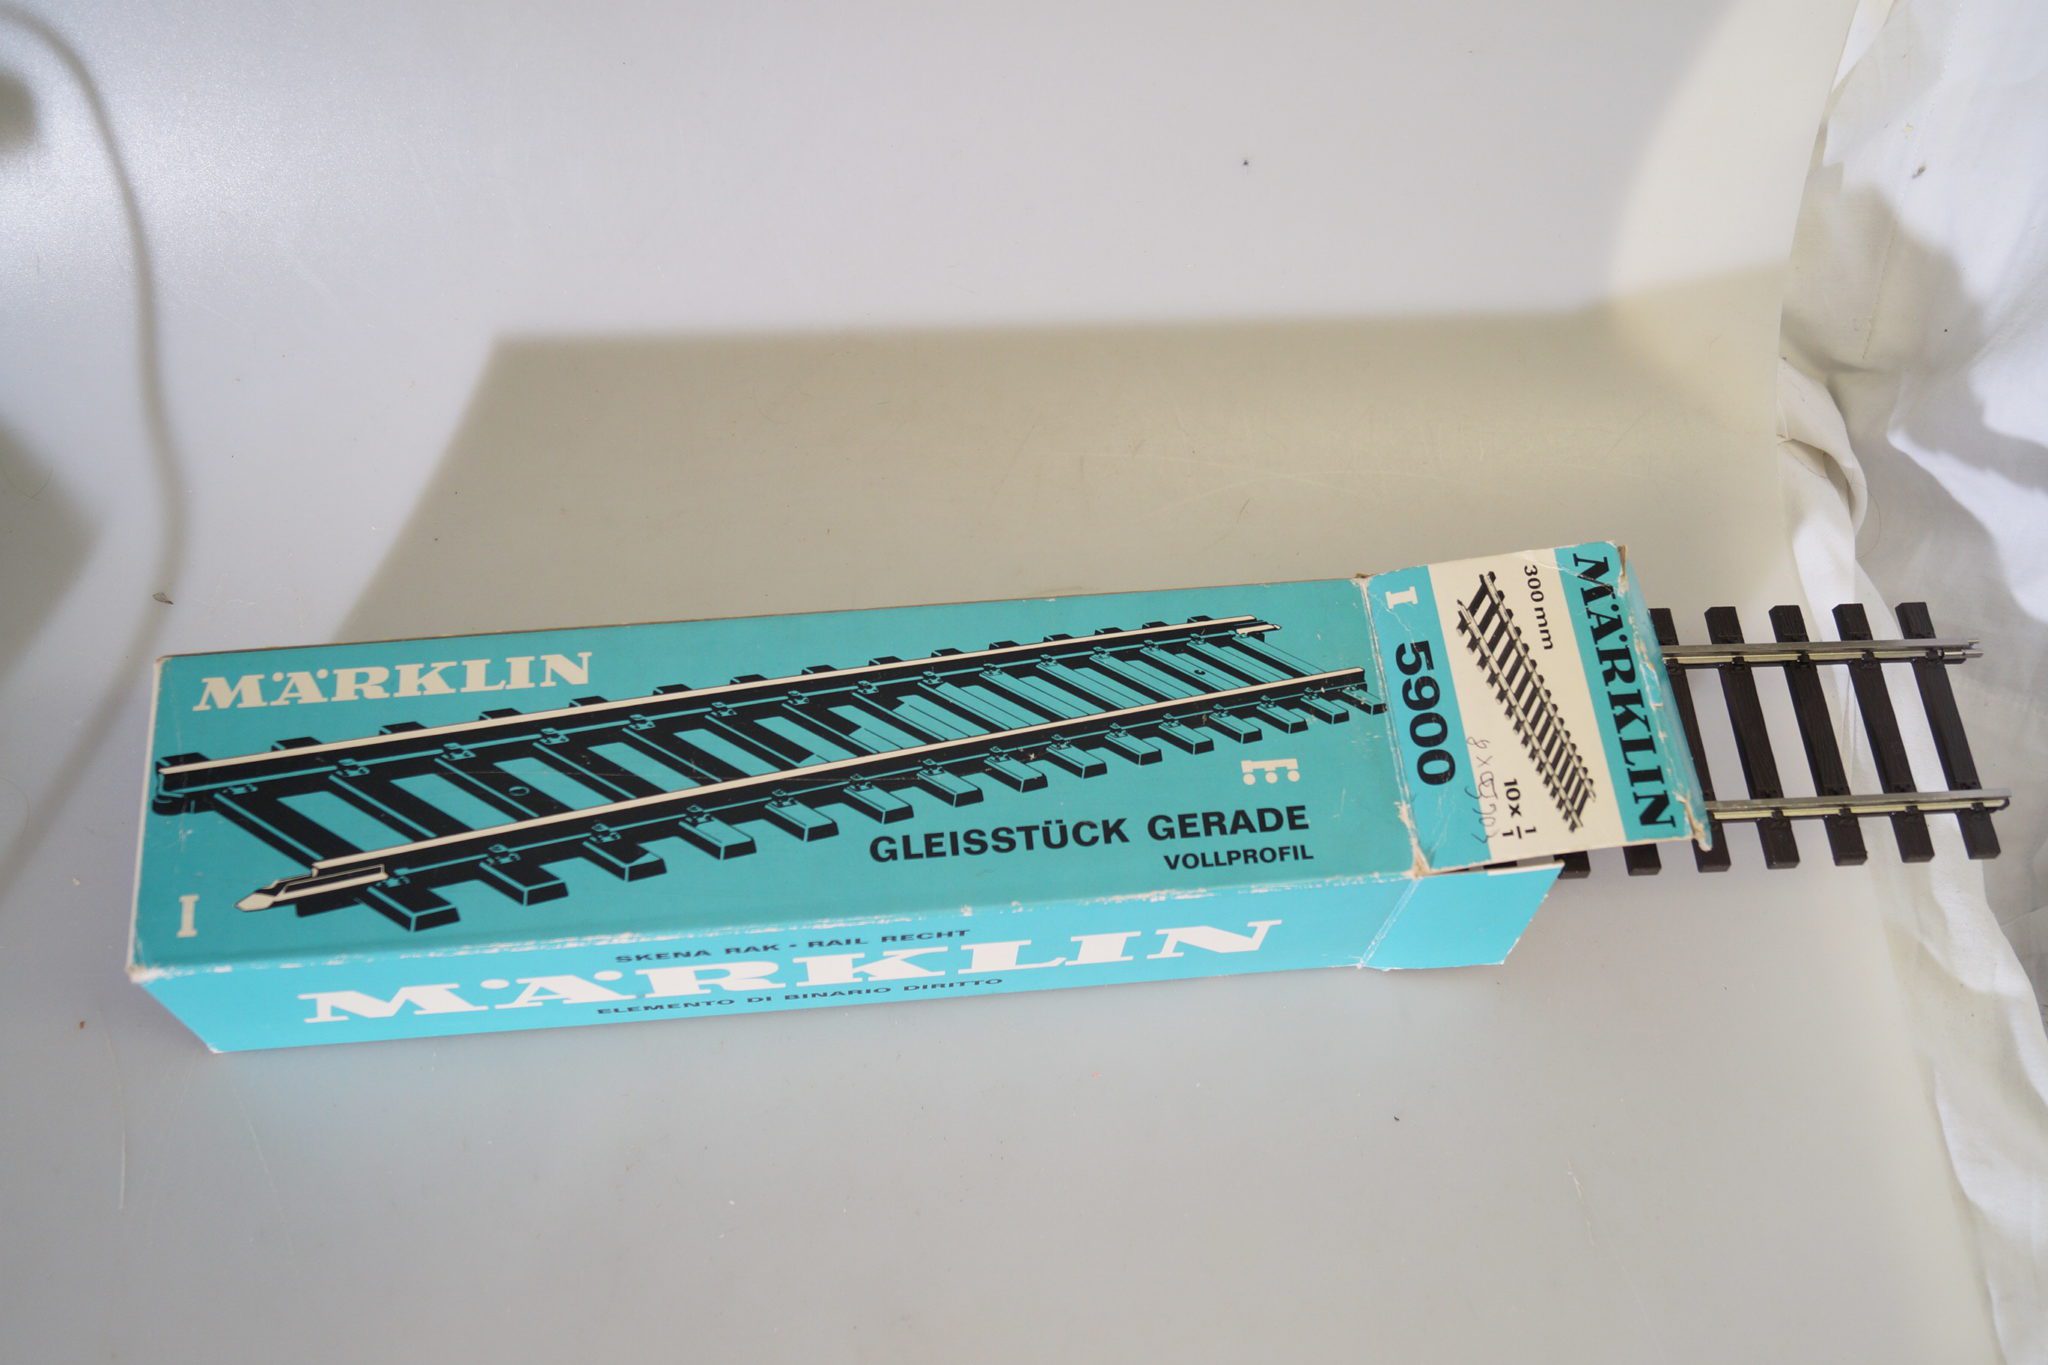 MÄRKLIN
GLEISSTÜCK GERADE
VOLLPROFIL
I
SKENA RAK • RAIL RECHT
MÄRKLIN
ELEMENTO DI BINARIO DIRITTO
I 5900
300 mm
10 x 1/1
MÄRKLIN